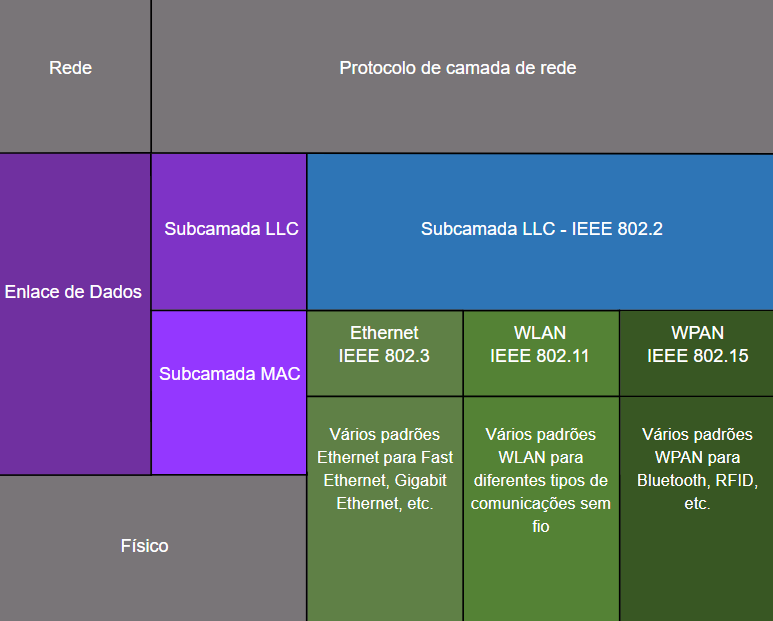 Rede
Protocolo de camada de rede
Enlace de Dados
Subcamada LLC
Subcamada LLC - IEEE 802.2
Subcamada MAC
Ethernet
IEEE 802.3
WLAN
IEEE 802.11
WPAN
IEEE 802.15
Vários padrões
Ethernet para Fast
Ethernet, Gigabit
Ethernet, etc.
Vários padrões
WLAN para
diferentes tipos de
comunicações sem
fio
Vários padrões
WPAN para
Bluetooth, RFID,
etc.
Físico